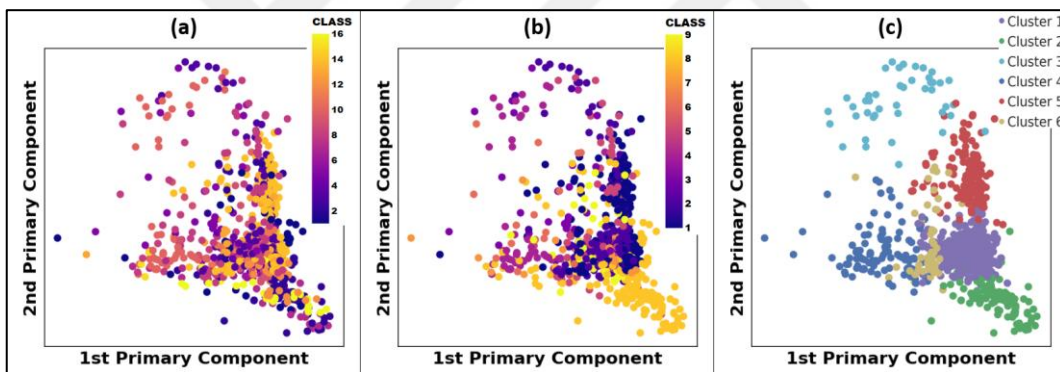 (a)
CLASS
16
14
12
10
8
6
4
2
2nd Primary Component
1st Primary Component
(b)
CLASS
9
8
7
6
5
4
3
2
1
2nd Primary Component
1st Primary Component
(c)
Cluster 1
Cluster 2
Cluster 3
Cluster 4
Cluster 5
Cluster 6
2nd Primary Component
1st Primary Component